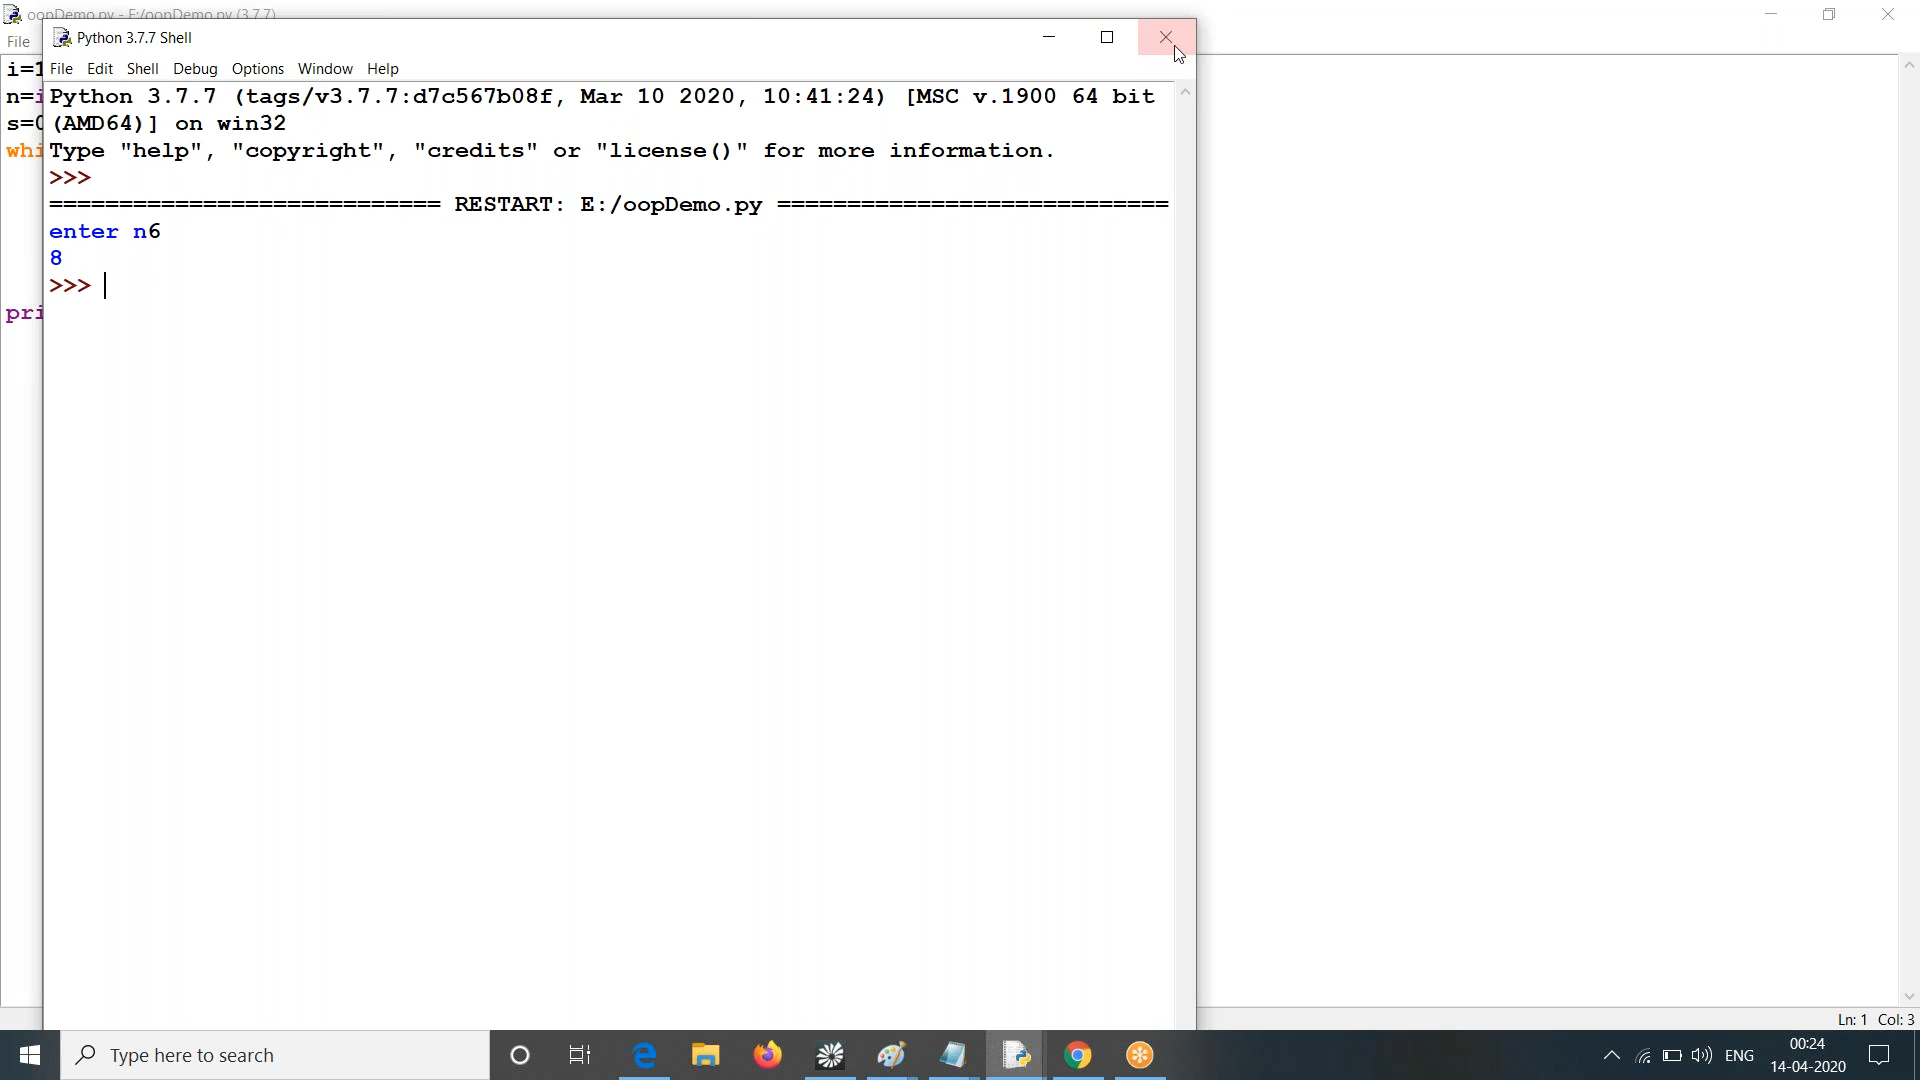 oopDemo.py - E:/oopDemo.py (3.7.7)
Python 3.7.7 Shell
File
File Edit Shell Debug Options Window Help
i=1
n=i
s=0
whi
pri
Python 3.7.7 (tags/v3.7.7:d7c567b08f, Mar 10 2020, 10:41:24) [MSC v.1900 64 bit
(AMD64)] on win32
Type "help", "copyright", "credits" or "license()" for more information.
>>>
============================ RESTART: E:/oopDemo.py ============================
enter n6
8
>>>
Ln: 1 Col: 3
Type here to search
ENG
00:24
14-04-2020